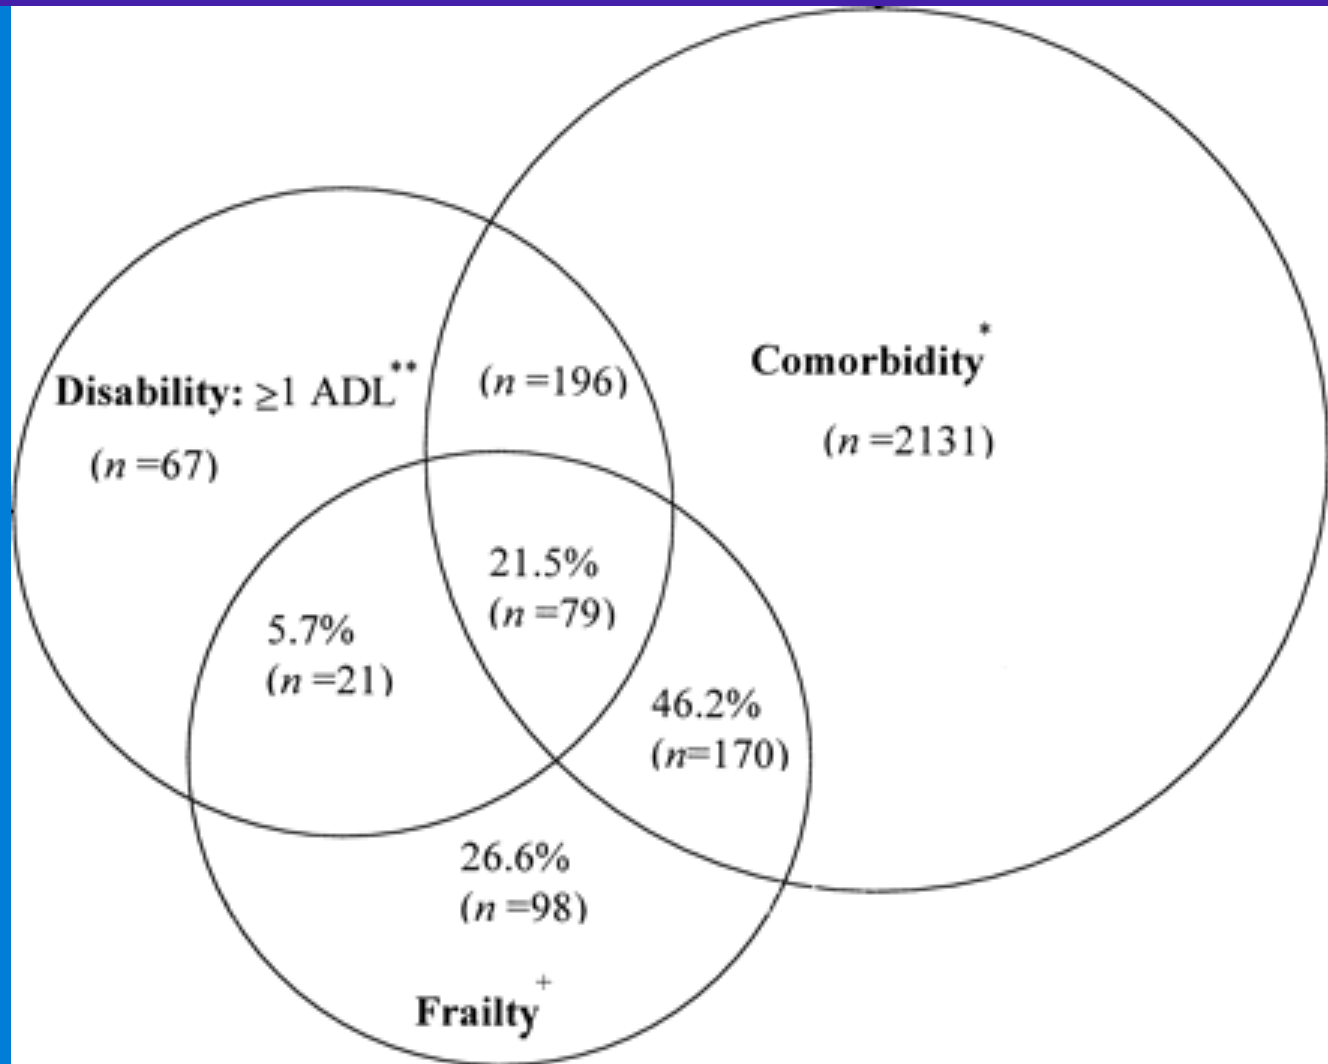 Comorbidity*
(n =2131)
Disability: ≥1 ADL**
(n =67)
(n =196)
21.5%
(n =79)
5.7%
(n =21)
46.2%
(n=170)
26.6%
(n =98)
Frailty+